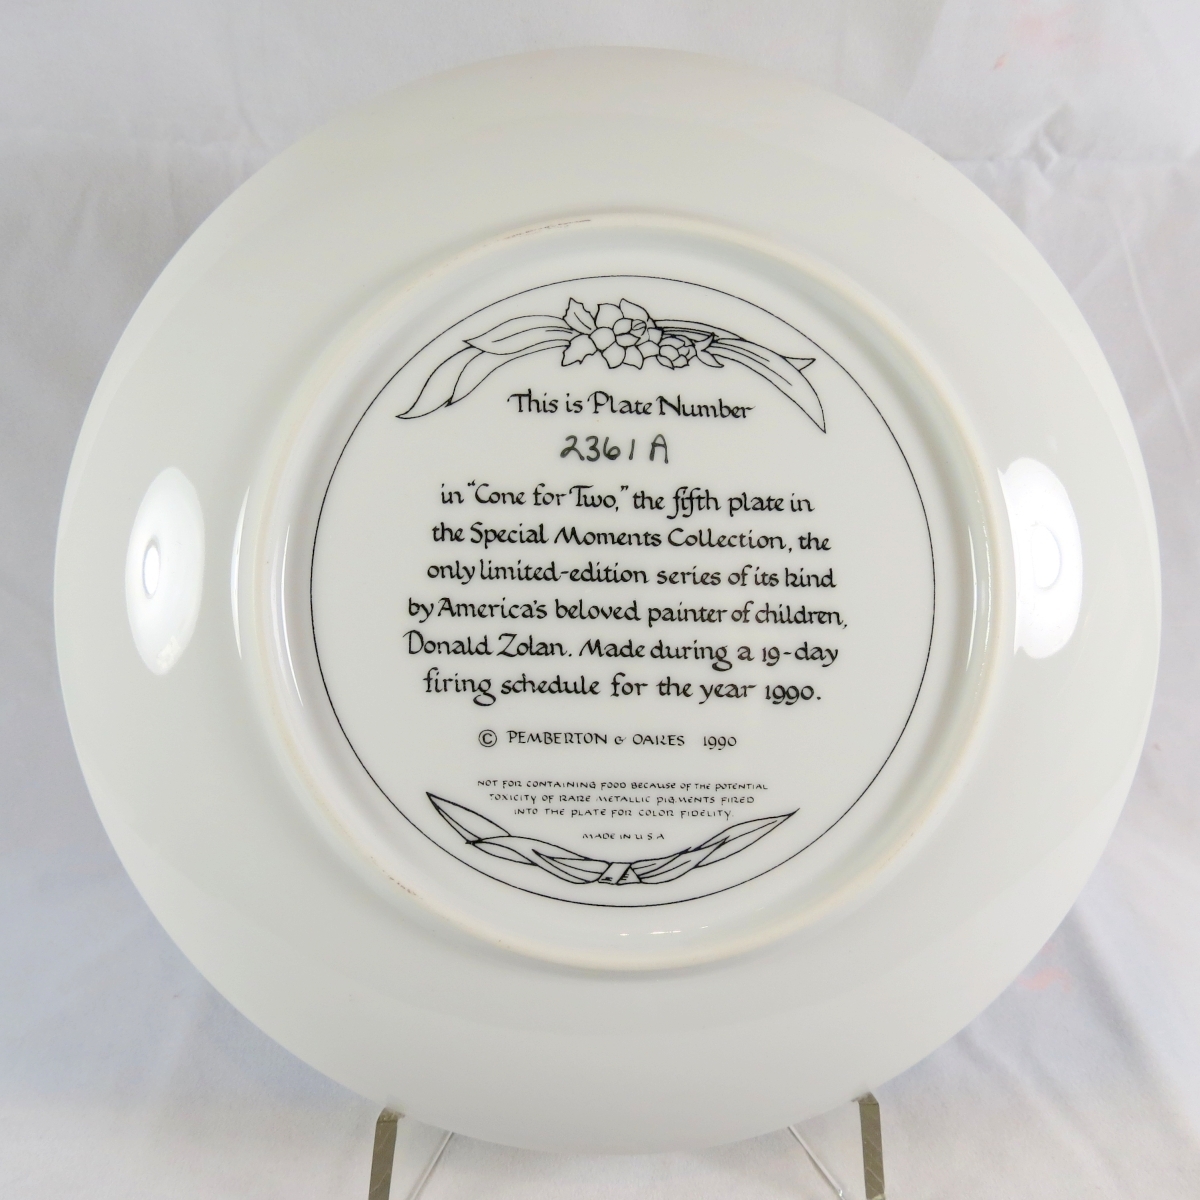 This is Plate Number
2361 A
in "Cone for Two," the fifth plate in
the Special Moments Collection, the
only limited-edition series of its kind
by America's beloved painter of children,
Donald Zolan. Made during a 19-day
firing schedule for the year 1990.
© PEMBERTON & OAKES 1990
NOT FOR CONTAINING FOOD BECAUSE OF THE POTENTIAL
TOXICITY OF RARE METALLIC PIGMENTS FIRED
INTO THE PLATE FOR COLOR FIDELITY.
MADE IN U S A